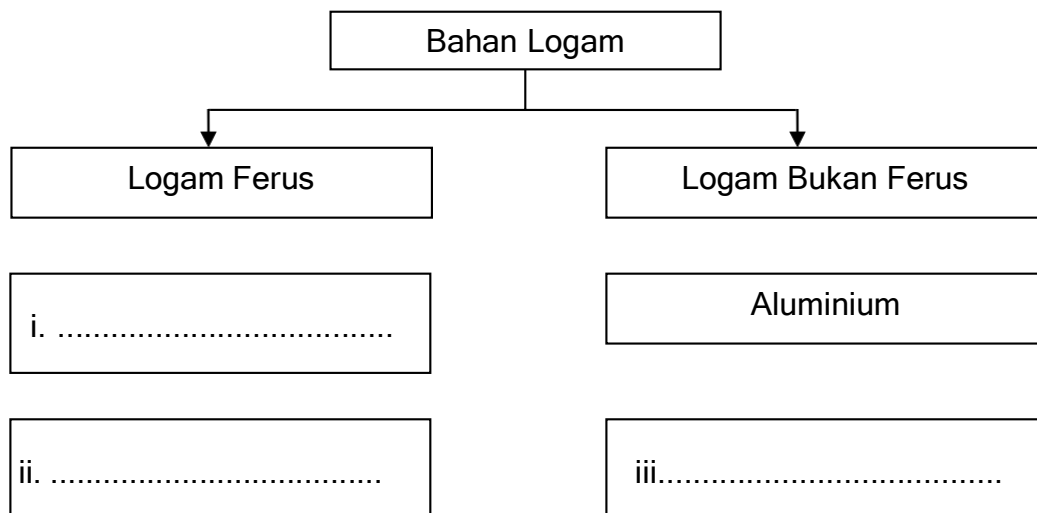 Bahan Logam
Logam Ferus
Logam Bukan Ferus
i. .....................................
Aluminium
ii. .....................................
iii......................................